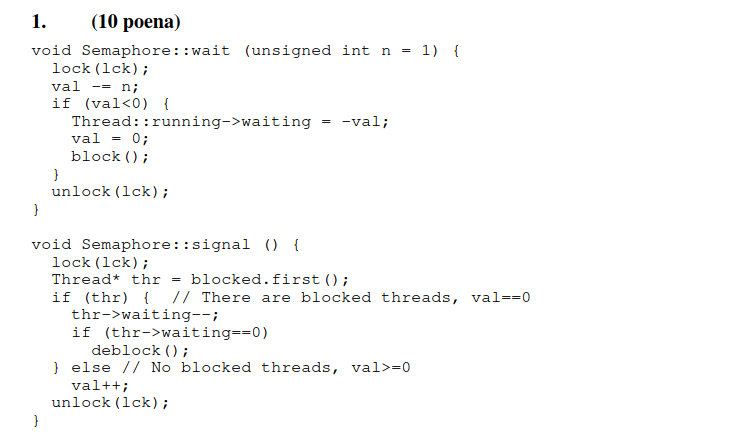 1. (10 poena)
void Semaphore::wait (unsigned int n = 1) {
  lock(lck);
  val -= n;
  if (val<0) {
    Thread::running->waiting = -val;
    val = 0;
    block();
  }
  unlock(lck);
}
void Semaphore::signal () {
  lock(lck);
  Thread* thr = blocked.first();
  if (thr) {  // There are blocked threads, val==0
    thr->waiting--;
    if (thr->waiting==0)
      deblock();
  } else // No blocked threads, val>=0
    val++;
  unlock(lck);
}